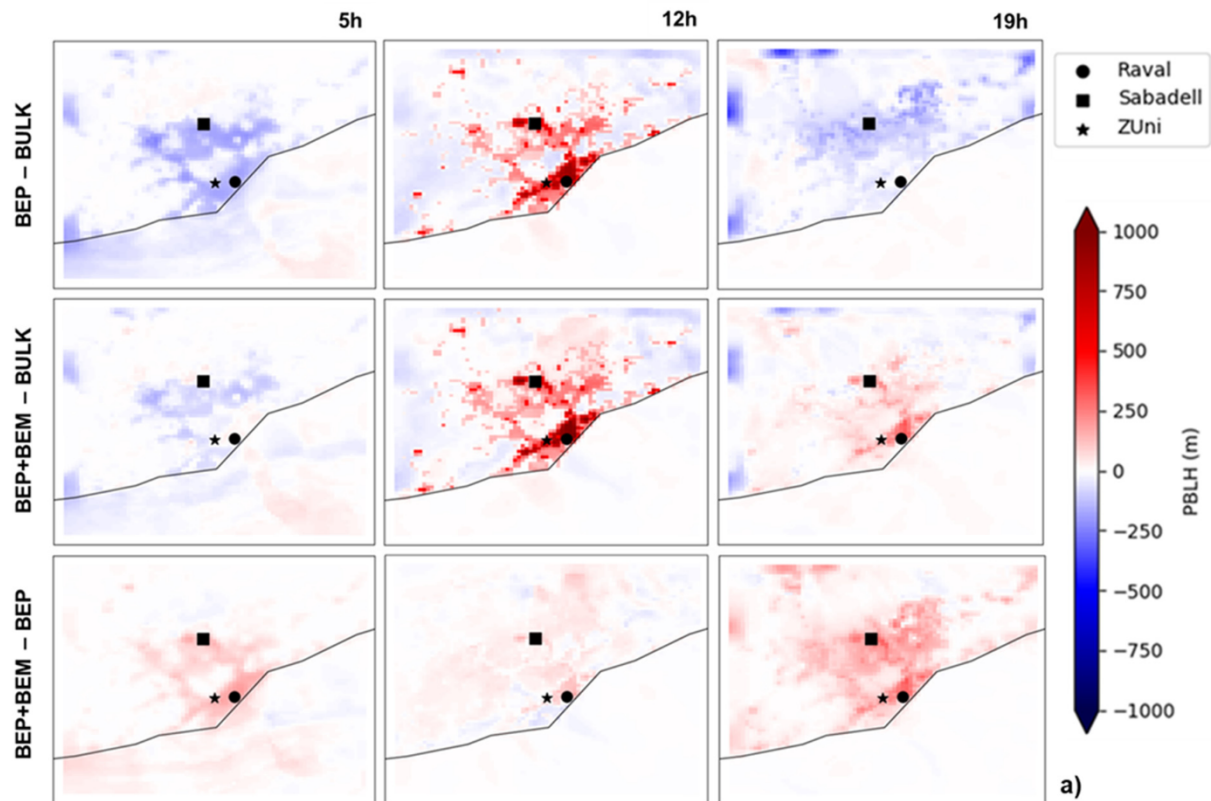 5h
12h
19h
BEP – BULK
BEP+BEM – BULK
BEP+BEM – BEP
Raval
Sabadell
ZUni
1000
750
500
250
0
−250
−500
−750
−1000
PBLH (m)
a)